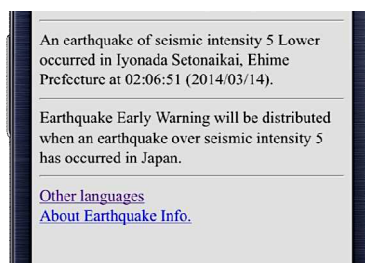 An earthquake of seismic intensity 5 Lower
occurred in Iyonada Setonaikai, Ehime
Prefecture at 02:06:51 (2014/03/14).
Earthquake Early Warning will be distributed
when an earthquake over seismic intensity 5
has occurred in Japan.
Other languages
About Earthquake Info.